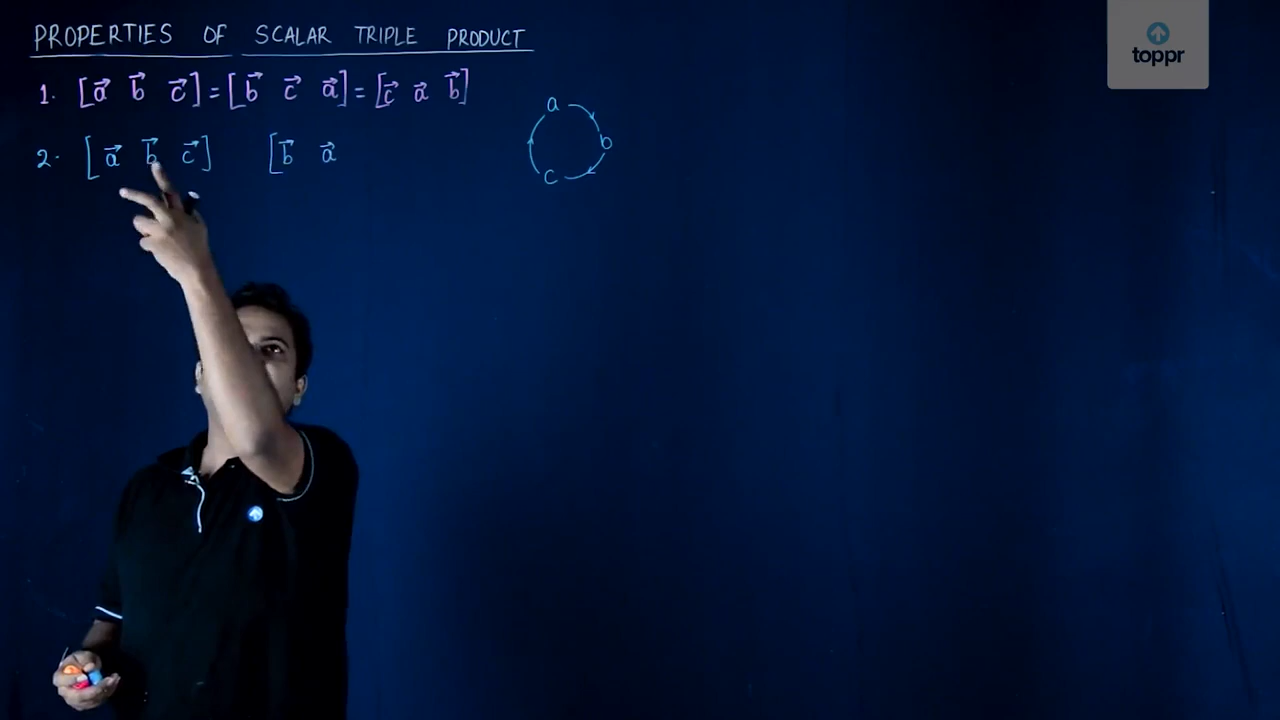 PROPERTIES OF SCALAR TRIPLE PRODUCT
toppr
1. [a⃗ b⃗ c⃗] = [b⃗ c⃗ a⃗] = [c⃗ a⃗ b⃗]
2. [a⃗ b⃗ c⃗] [b⃗ a⃗
a
b
c